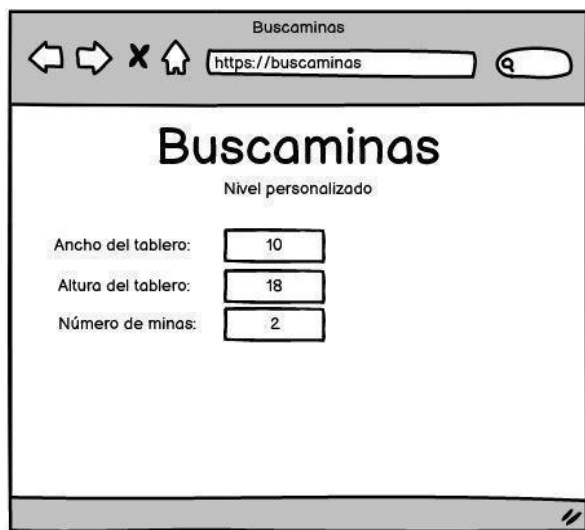 Buscaminas
https://buscaminas
Buscaminas
Nivel personalizado
Ancho del tablero: 10
Altura del tablero: 18
Número de minas: 2